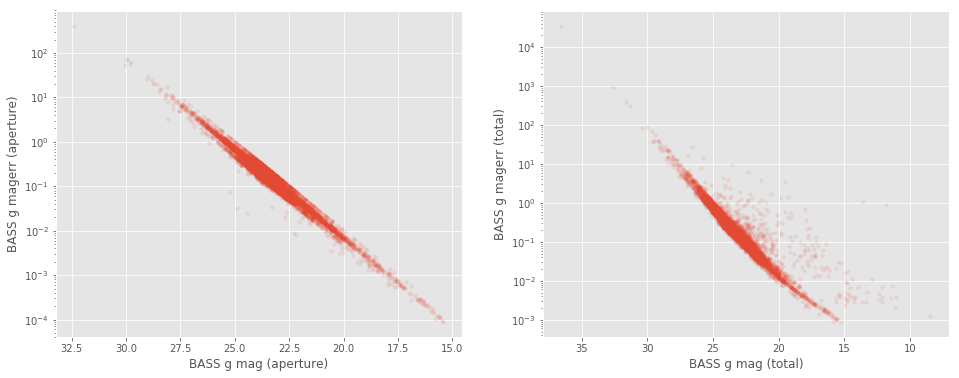 10²
10¹
10⁰
10⁻¹
10⁻²
10⁻³
10⁻⁴
BASS g magerr (aperture)
32.5 30.0 27.5 25.0 22.5 20.0 17.5 15.0
BASS g mag (aperture)
10⁴
10³
10²
10¹
10⁰
10⁻¹
10⁻²
10⁻³
BASS g magerr (total)
35 30 25 20 15 10
BASS g mag (total)